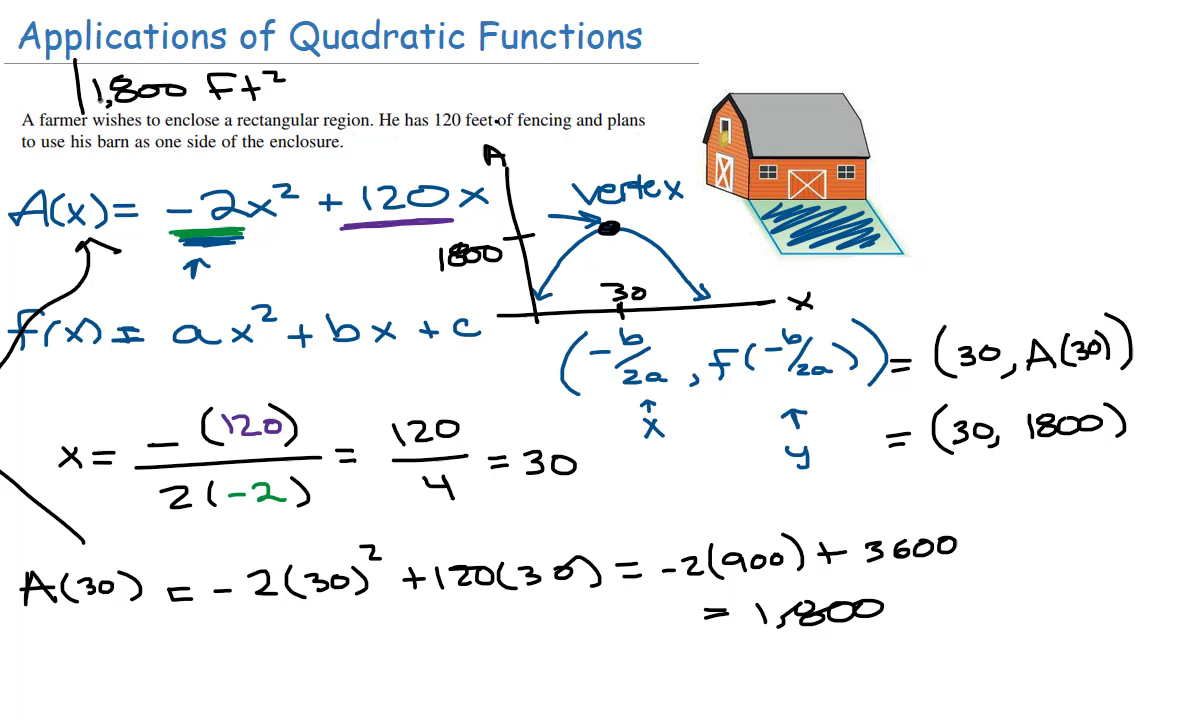 Applications of Quadratic Functions
1,800 Ft²
A farmer wishes to enclose a rectangular region. He has 120 feet of fencing and plans
to use his barn as one side of the enclosure.
A(x) = -2x² + 120x
A
vertex
1800
30
x
f(x) = ax² + bx + c
(-b/2a, f(-b/2a)) = (30, A(30))
x
y
= (30, 1800)
x = -(120)/2(-2) = 120/4 = 30
A(30) = -2(30)² + 120(30) = -2(900) + 3600
= 1,800